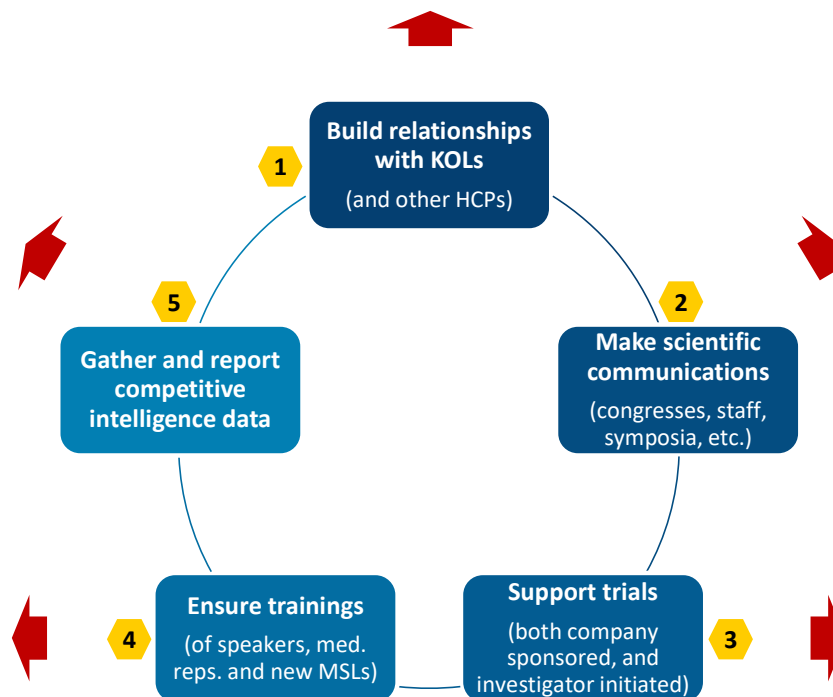 1
Build relationships
with KOLs
(and other HCPs)
2
Make scientific
communications
(congresses, staff,
symposia, etc.)
3
Support trials
(both company
sponsored, and
investigator initiated)
4
Ensure trainings
(of speakers, med.
reps. and new MSLs)
5
Gather and report
competitive
intelligence data